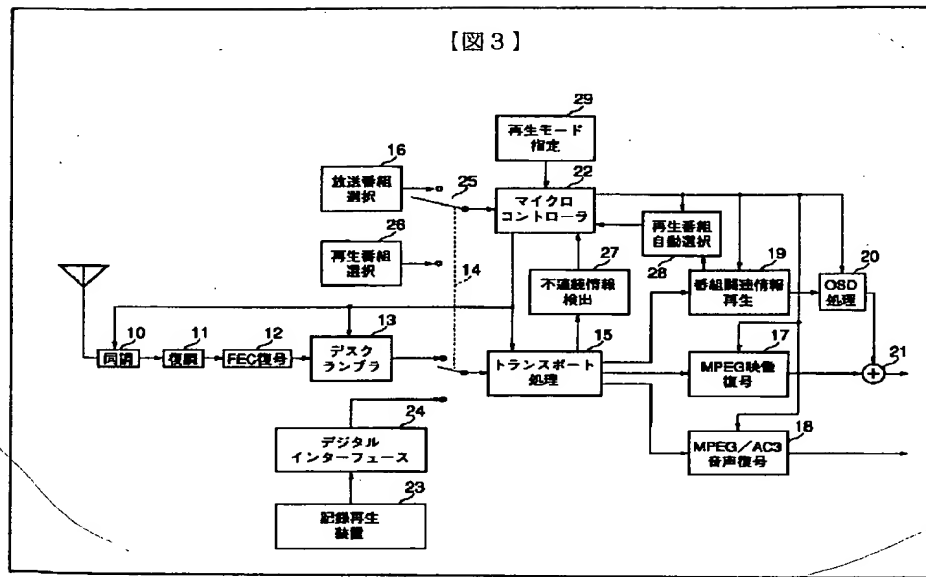 【図3】
29
再生モード
指定
16
放送番組
選択
25
22
マイクロ
コントローラ
26
再生番組
選択
14
再生番組
自動選択
28
27
不連続情報
検出
19
番組関連情報
再生
20
OSD
処理
10
同調
11
復調
12
FEC復号
13
デスク
ランブラ
15
トランスポート
処理
17
MPEG映像
復号
21
24
デジタル
インターフェース
18
MPEG/AC3
音声復号
23
記録再生
装置